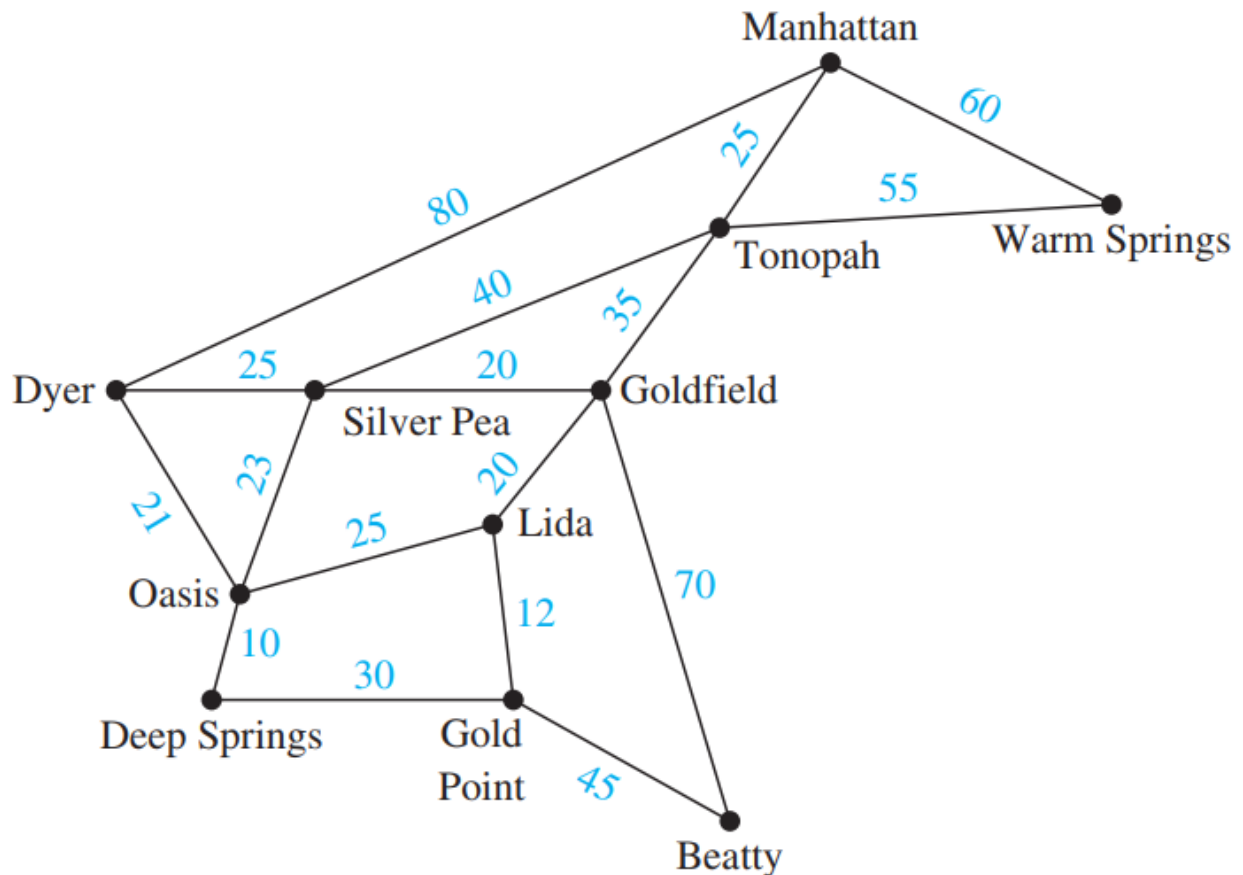 Manhattan
60
25
55
80
Warm Springs
Tonopah
40
35
25
20
Dyer
Goldfield
Silver Pea
23
20
21
25
Lida
70
Oasis
12
10
30
Deep Springs
Gold
Point
45
Beatty